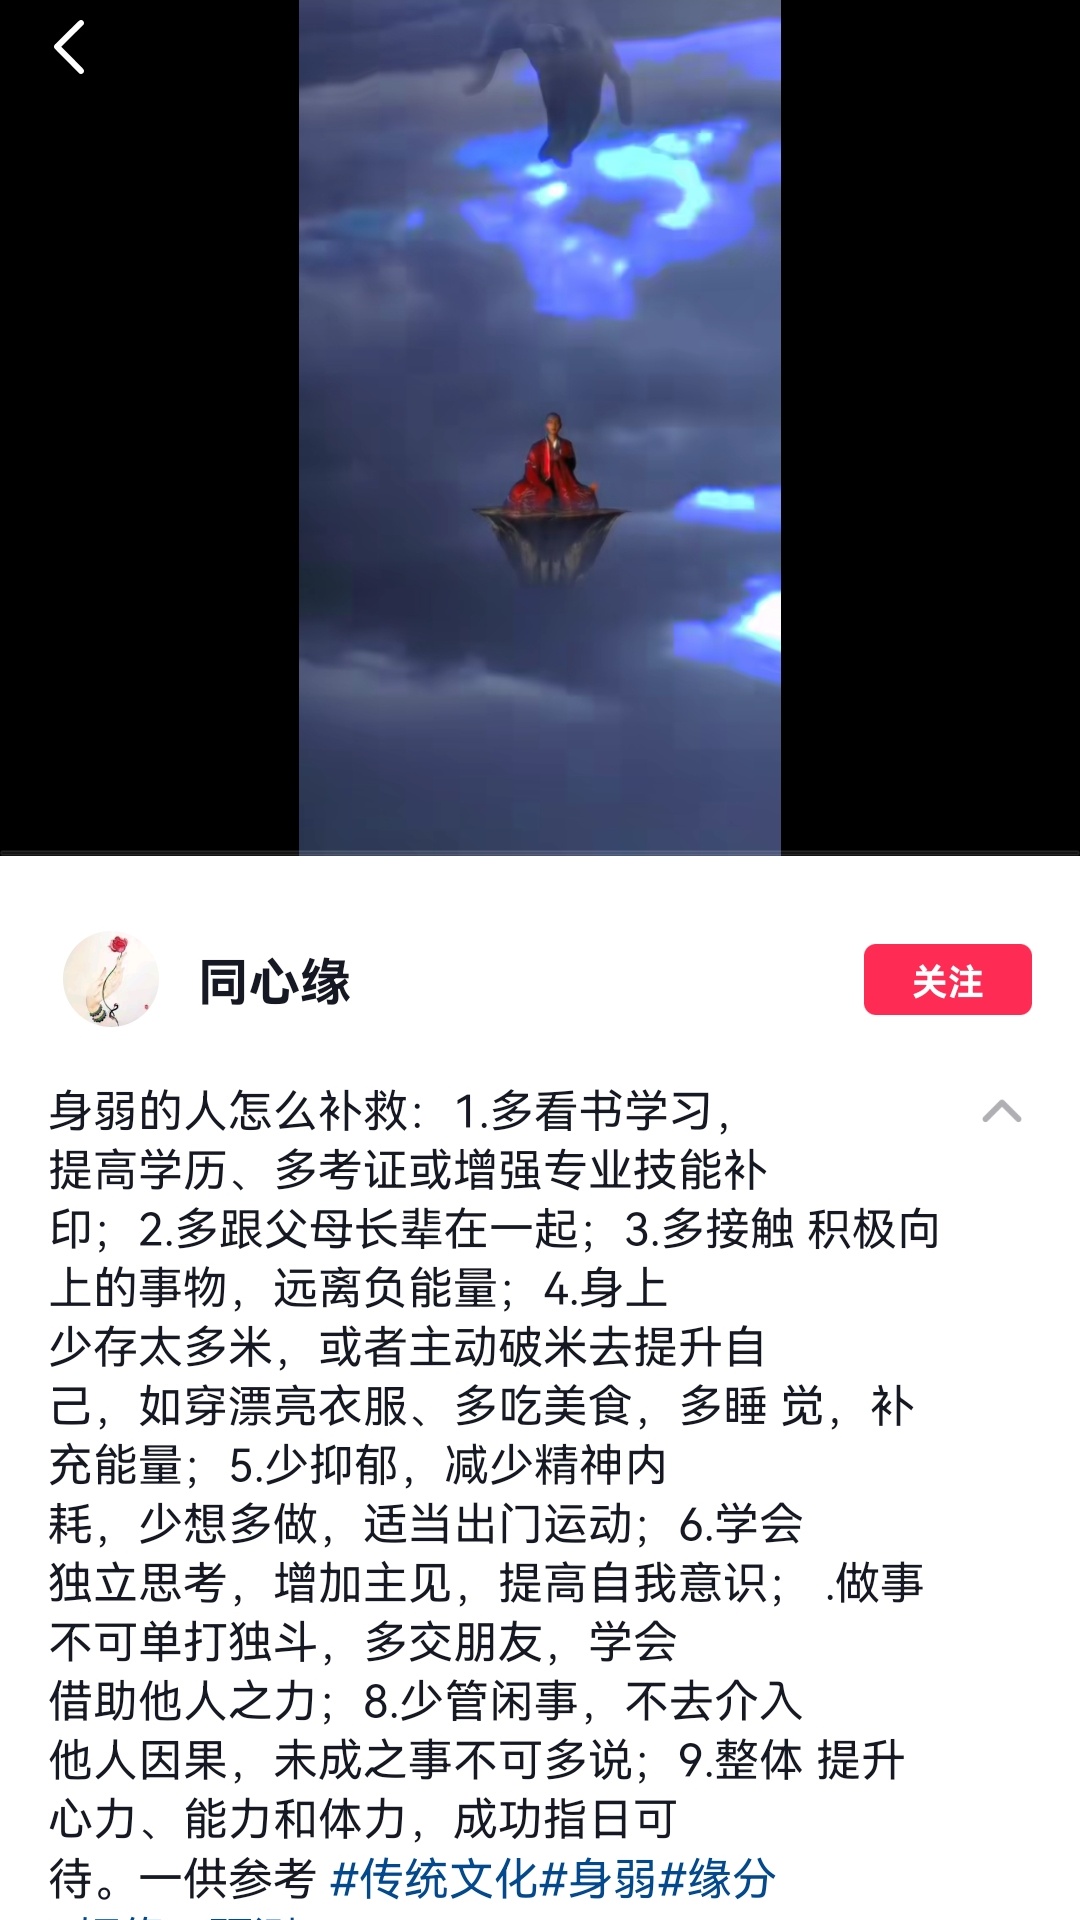 同心缘
关注
身弱的人怎么补救：1.多看书学习，
提高学历、多考证或增强专业技能补
印；2.多跟父母长辈在一起；3.多接触 积极向
上的事物，远离负能量；4.身上
少存太多米，或者主动破米去提升自
己，如穿漂亮衣服、多吃美食，多睡 觉，补
充能量；5.少抑郁，减少精神内
耗，少想多做，适当出门运动；6.学会
独立思考，增加主见，提高自我意识； .做事
不可单打独斗，多交朋友，学会
借助他人之力；8.少管闲事，不去介入
他人因果，未成之事不可多说；9.整体 提升
心力、能力和体力，成功指日可
待。一供参考 #传统文化#身弱#缘分